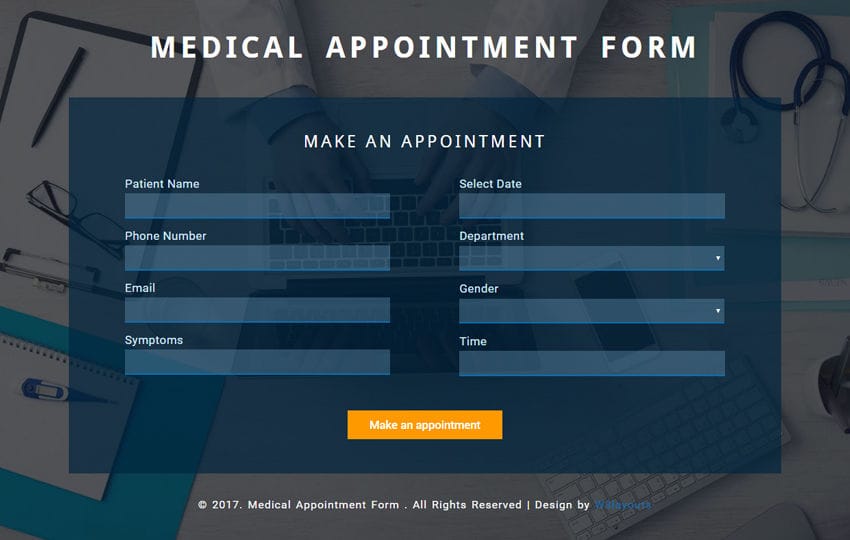 MEDICAL APPOINTMENT FORM
MAKE AN APPOINTMENT
Patient Name
Select Date
Phone Number
Department
Email
Gender
Symptoms
Time
Make an appointment
© 2017. Medical Appointment Form . All Rights Reserved | Design by W3layouts